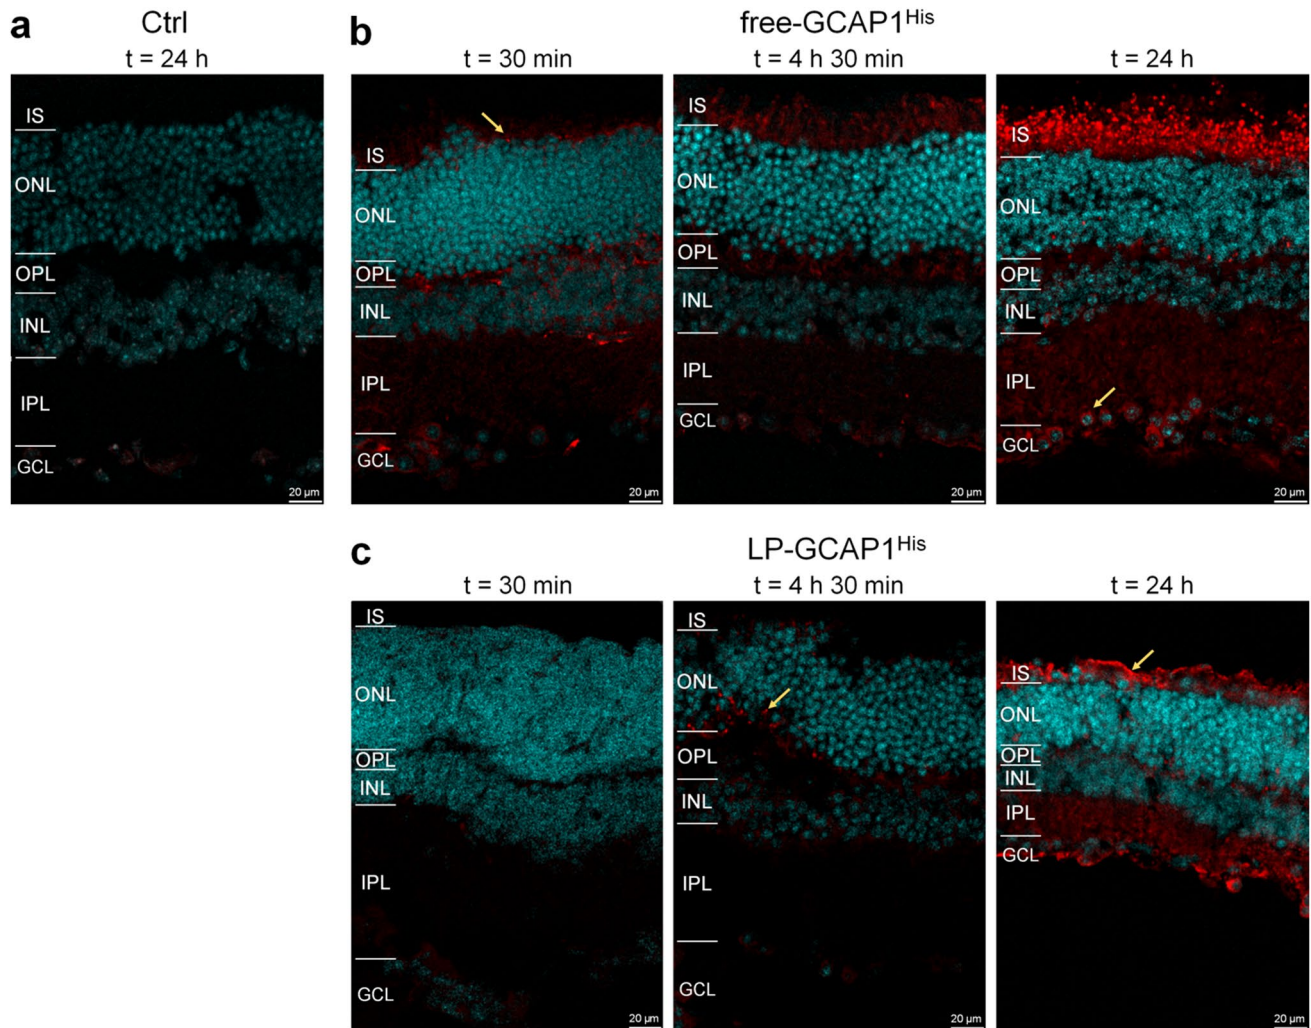 a
Ctrl
t = 24 h
IS
ONL
OPL
INL
IPL
GCL
20 µm
b
free-GCAP1His
t = 30 min
IS
ONL
OPL
INL
IPL
GCL
20 µm
t = 4 h 30 min
IS
ONL
OPL
INL
IPL
GCL
20 µm
t = 24 h
IS
ONL
OPL
INL
IPL
GCL
20 µm
c
LP-GCAP1His
t = 30 min
IS
ONL
OPL
INL
IPL
GCL
20 µm
t = 4 h 30 min
IS
ONL
OPL
INL
IPL
GCL
20 µm
t = 24 h
IS
ONL
OPL
INL
IPL
GCL
20 µm